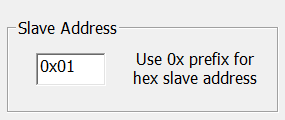 Slave Address
0x01
Use 0x prefix for
hex slave address